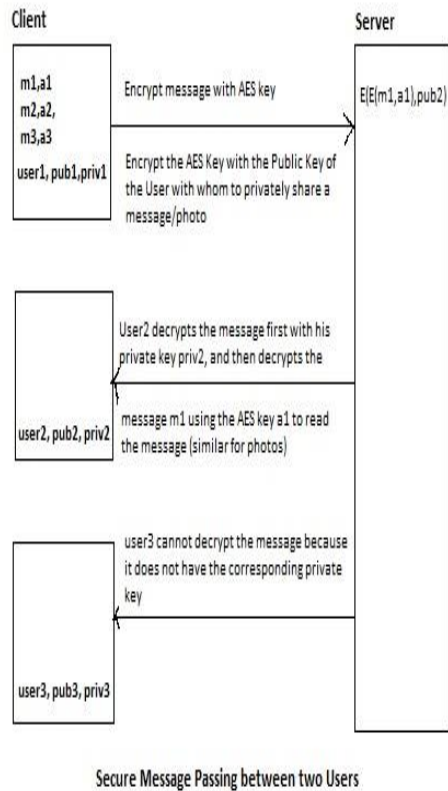 Client
Server
m1,a1
m2,a2,
m3,a3
user1, pub1,priv1
Encrypt message with AES key
E(E(m1,a1),pub2)
Encrypt the AES Key with the Public Key of
the User with whom to privately share a
message/photo
User2 decrypts the message first with his
private key priv2, and then decrypts the
message m1 using the AES key a1 to read
the message (similar for photos)
user2, pub2, priv2
user3 cannot decrypt the message because
it does not have the corresponding private
key
user3, pub3, priv3
Secure Message Passing between two Users